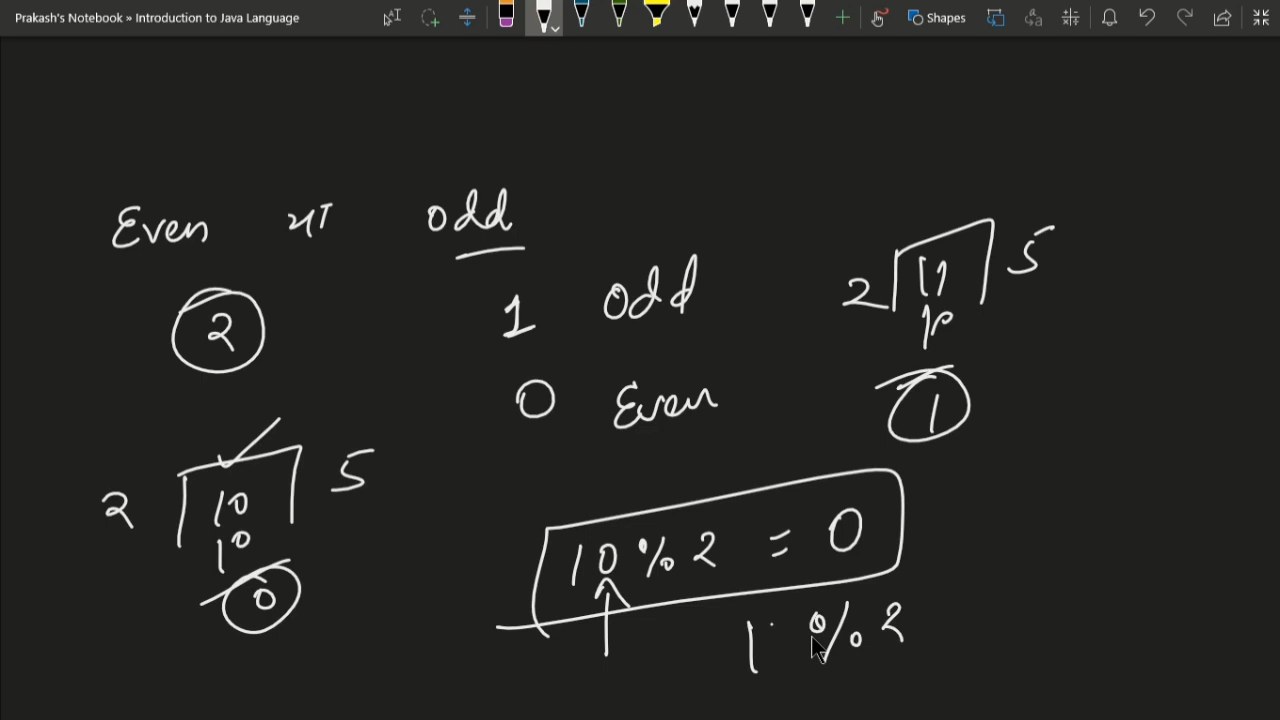 Prakash's Notebook » Introduction to Java Language
Shapes
Even या odd
2
1 odd
0 Even
2 11 5
10
1
2 10 5
10
0
10 % 2 = 0
1 % 2